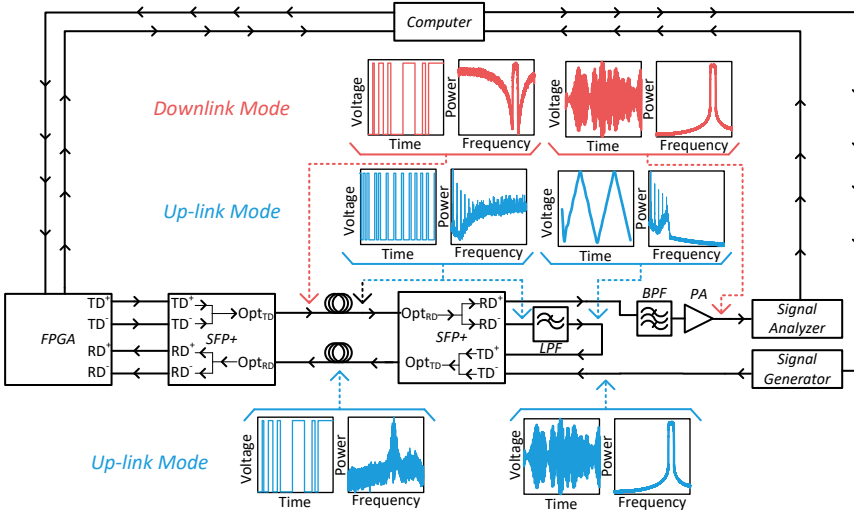 Computer
Downlink Mode
Voltage
Time
Power
Frequency
Voltage
Time
Power
Frequency
Up-link Mode
Voltage
Time
Power
Frequency
Voltage
Time
Power
Frequency
FPGA
TD+
TD-
RD+
RD-
TD+
TD-
RD+
RD-
SFP+
OptTD
OptRD
OptRD
OptTD
SFP+
RD+
RD-
TD+
TD-
LPF
BPF
PA
Signal
Analyzer
Signal
Generator
Up-link Mode
Voltage
Time
Power
Frequency
Voltage
Time
Power
Frequency